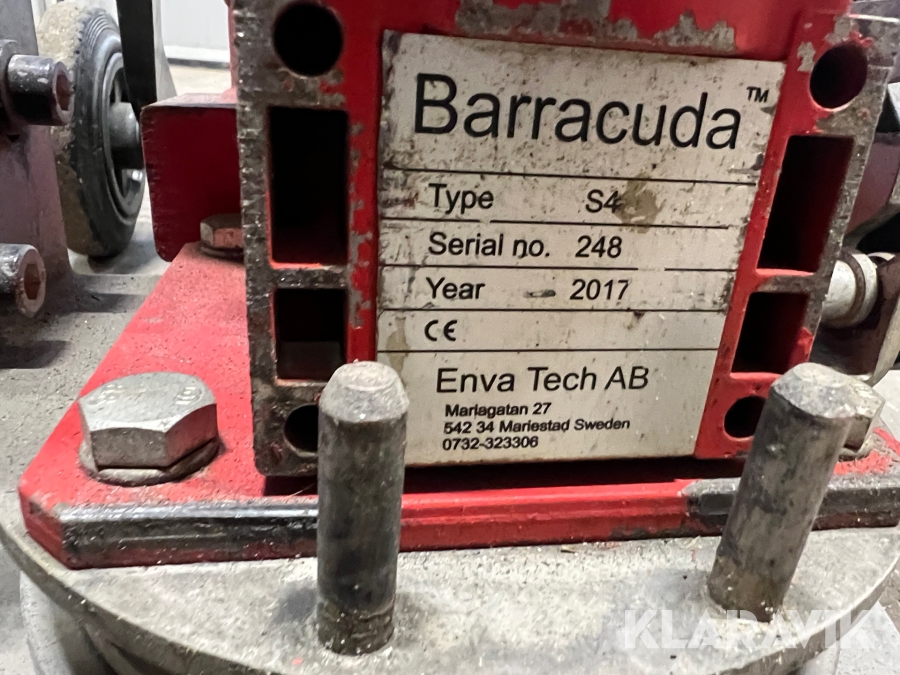 Barracuda™
Type S4
Serial no. 248
Year 2017
CE
Enva Tech AB
Mariagatan 27
542 34 Mariestad Sweden
0732-323306
KLARAVIK